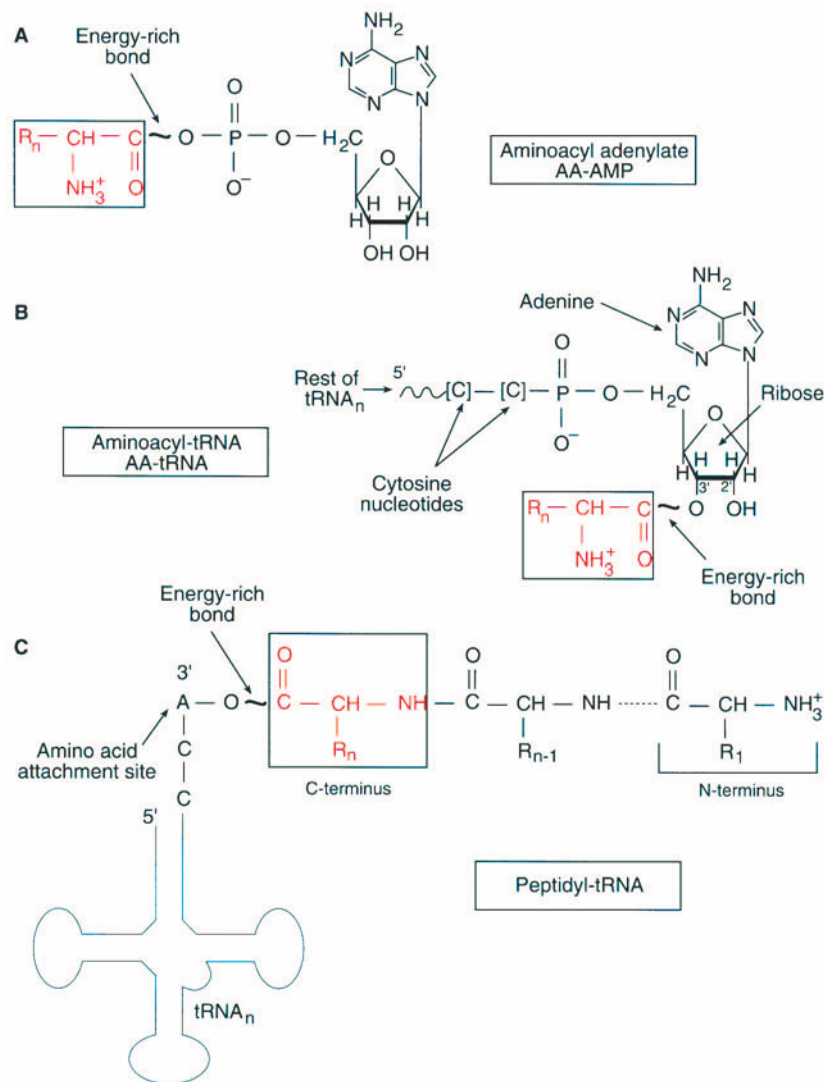 A
Energy-rich
bond
NH2
N
N
N
N
O
Rn
CH
C
O
P
O
H2C
O
NH3+
O
O−
H
H
H
H
OH
OH
Aminoacyl adenylate
AA-AMP
B
NH2
Adenine
N
N
N
N
O
Rest of
tRNAn
5'
[C]
[C]
P
O
H2C
O
Ribose
O−
Aminoacyl-tRNA
AA-tRNA
Cytosine
nucleotides
H
H
H
H
3'
2'
Rn
CH
C
O
OH
NH3+
O
Energy-rich
bond
Energy-rich
bond
C
3'
O
O
O
A
O
C
CH
NH
C
CH
NH
C
CH
NH3+
Amino acid
attachment site
C
Rn
Rn-1
R1
C
C-terminus
N-terminus
5'
Peptidyl-tRNA
tRNAn